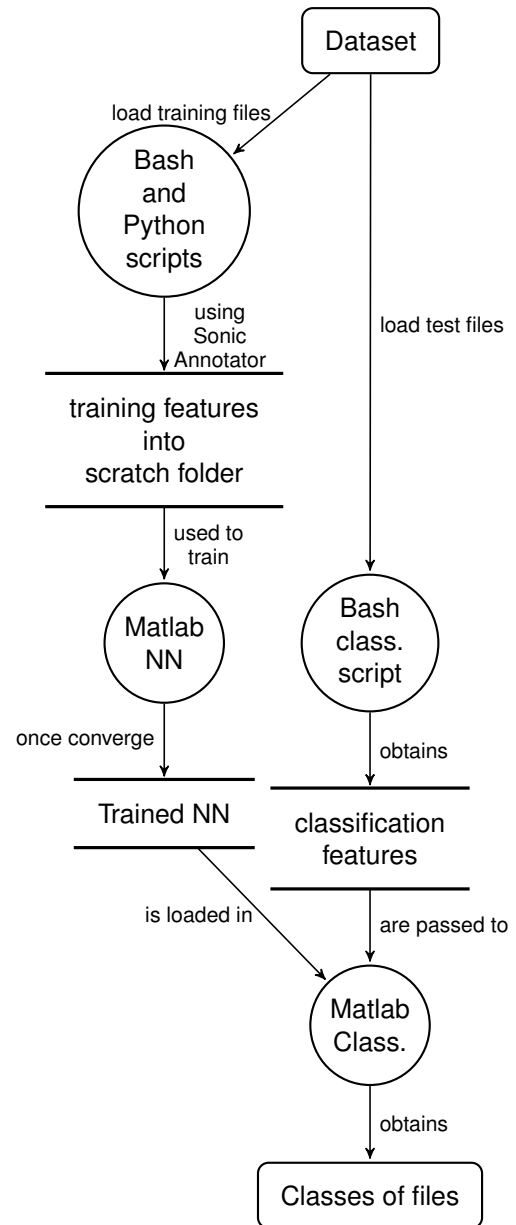 Dataset
load training files
Bash
and
Python
scripts
using
Sonic
Annotator
load test files
training features
into
scratch folder
used to
train
Matlab
NN
Bash
class.
script
once converge
obtains
Trained NN
classification
features
is loaded in
are passed to
Matlab
Class.
obtains
Classes of files